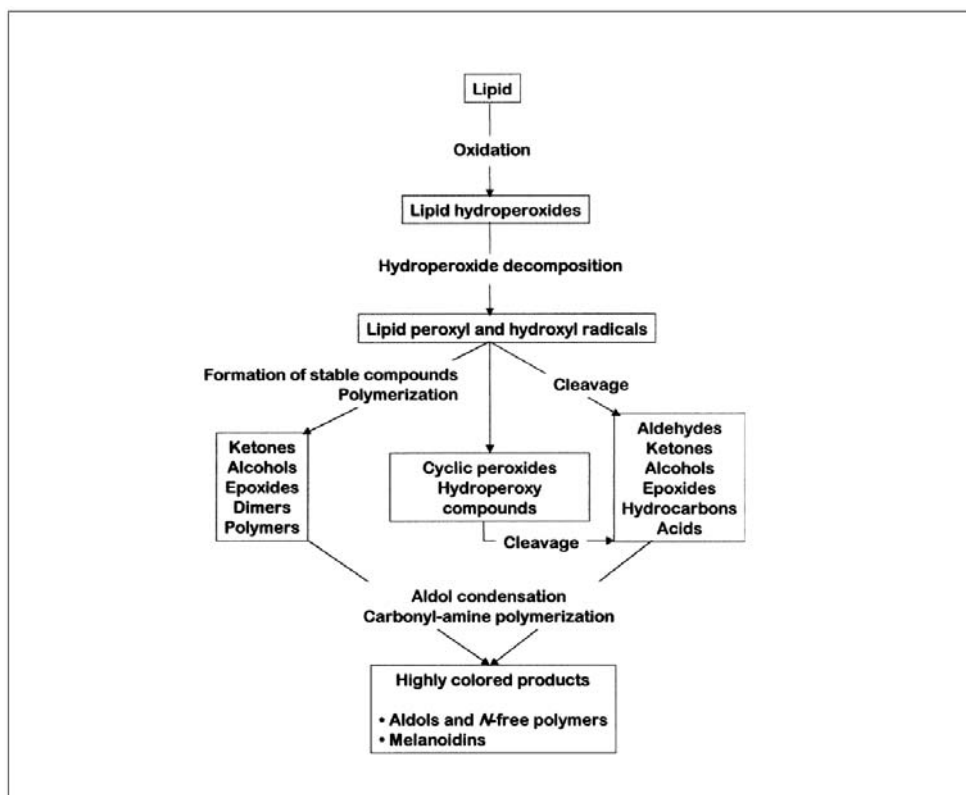 Lipid
Oxidation
Lipid hydroperoxides
Hydroperoxide decomposition
Lipid peroxyl and hydroxyl radicals
Formation of stable compounds
Polymerization
Cleavage
Ketones
Alcohols
Epoxides
Dimers
Polymers
Cyclic peroxides
Hydroperoxy
compounds
Aldehydes
Ketones
Alcohols
Epoxides
Hydrocarbons
Acids
Cleavage
Aldol condensation
Carbonyl-amine polymerization
Highly colored products
• Aldols and N-free polymers
• Melanoidins